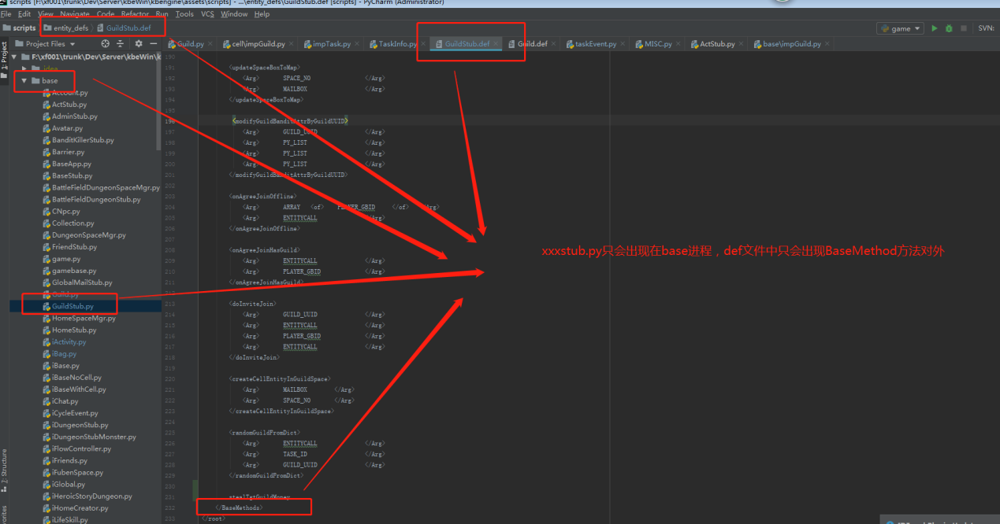 scripts [F:\xf001\trunk\Dev\Server\kbeWin\kbengine\assets\scripts] - ...\entity_defs\GuildStub.def [scripts] - PyCharm (Administrator)
File Edit View Navigate Code Refactor Run Tools VCS Window Help
scripts entity_defs GuildStub.def game SVN:
Project Files Guild.py cell\impGuild.py impTask.py TaskInfo.py GuildStub.def Guild.def taskEvent.py MISC.py ActStub.py base\impGuild.py
Project
F:\xf001\trunk\Dev\Server\kbeWin\k
.idea
base
Account.py
ActStub.py
AdminStub.py
Avatar.py
BanditKillerStub.py
Barrier.py
BaseApp.py
BaseStub.py
BattleFieldDungeonSpaceMgr.py
BattleFieldDungeonStub.py
CNpc.py
Collection.py
DungeonSpaceMgr.py
FriendStub.py
game.py
gamebase.py
GlobalMailStub.py
Guild.py
GuildStub.py
HomeSpaceMgr.py
HomeStub.py
iActivity.py
iBag.py
iBase.py
iBaseNoCell.py
iBaseWithCell.py
iChat.py
iCycleEvent.py
iDungeonStub.py
iDungeonStubMonster.py
iFlowController.py
iFriends.py
iFubenSpace.py
iGlobal.py
iHeroicStoryDungeon.py
iHomeCreator.py
iLifeSkill.py
7: Structure
190
191 <updateSpaceBoxToMap>
192 <Arg> SPACE_NO </Arg>
193 <Arg> MAILBOX </Arg>
194 </updateSpaceBoxToMap>
195
196 <modifyGuildBanditAttrByGuildUUID>
197 <Arg> GUILD_UUID </Arg>
198 <Arg> PY_LIST </Arg>
199 <Arg> PY_LIST </Arg>
200 <Arg> PY_LIST </Arg>
201 </modifyGuildBanditAttrByGuildUUID>
202
203 <onAgreeJoinOffline>
204 <Arg> ARRAY <of> PLAYER_GBID </of> </Arg>
205 <Arg> ENTITYCALL </Arg>
206 </onAgreeJoinOffline>
207
208 <onAgreeJoinHasGuild>
209 <Arg> ENTITYCALL </Arg>
210 <Arg> PLAYER_GBID </Arg>
211 </onAgreeJoinHasGuild>
212
213 <doInviteJoin>
214 <Arg> GUILD_UUID </Arg>
215 <Arg> ENTITYCALL </Arg>
216 <Arg> PLAYER_GBID </Arg>
217 <Arg> ENTITYCALL </Arg>
218 </doInviteJoin>
219
220 <createCellEntityInGuildSpace>
221 <Arg> MAILBOX </Arg>
222 <Arg> SPACE_NO </Arg>
223 </createCellEntityInGuildSpace>
224
225 <randomGuildFromDict>
226 <Arg> ENTITYCALL </Arg>
227 <Arg> TASK_ID </Arg>
228 <Arg> GUILD_UUID </Arg>
229 </randomGuildFromDict>
230
231 stealTgtGuildMoney
232 </BaseMethods>
233 </root>
xxxstub.py只会出现在base进程，def文件中只会出现BaseMethod方法对外